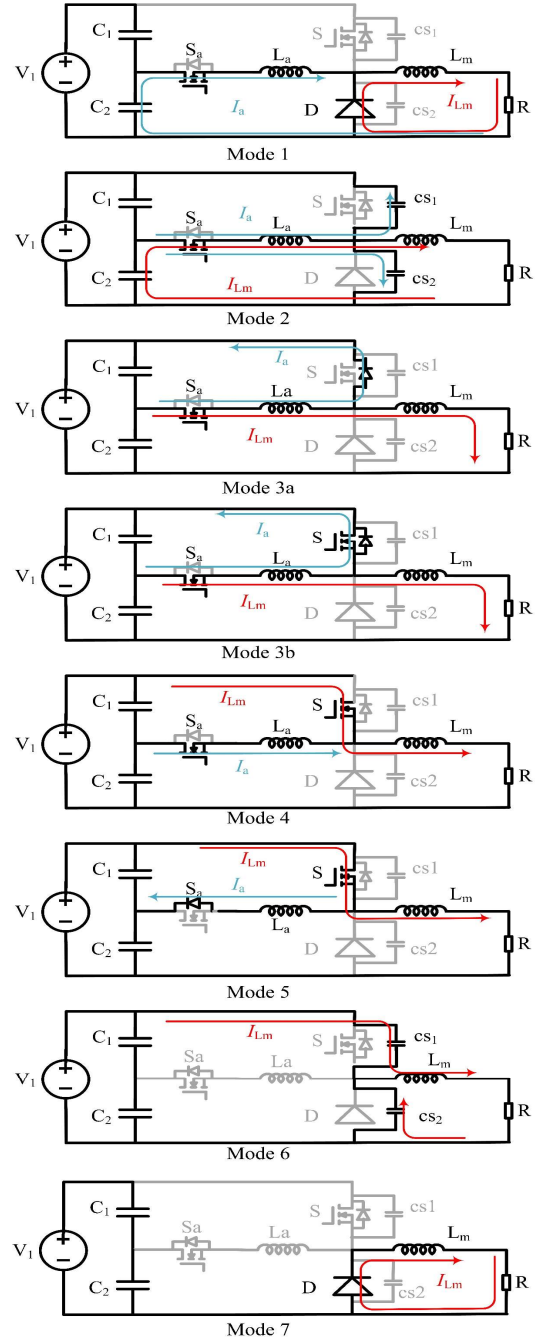 C1 S cs1
Sa La Lm
V1
C2 Ia D ILm cs2 R
Mode 1
C1 Sa Ia S cs1
La Lm
V1
C2 ILm D cs2 R
Mode 2
C1 Ia S cs1
Sa La Lm
V1
C2 ILm D cs2 R
Mode 3a
C1 Ia S cs1
Sa La Lm
V1
C2 ILm D cs2 R
Mode 3b
C1 ILm S cs1
Sa La Lm
V1
C2 Ia D cs2 R
Mode 4
C1 ILm S cs1
Sa Ia Lm
V1
C2 La D cs2 R
Mode 5
C1 ILm S cs1
Sa La Lm
V1
C2 D cs2 R
Mode 6
C1 S cs1
Sa La Lm
V1
C2 D cs2 ILm R
Mode 7